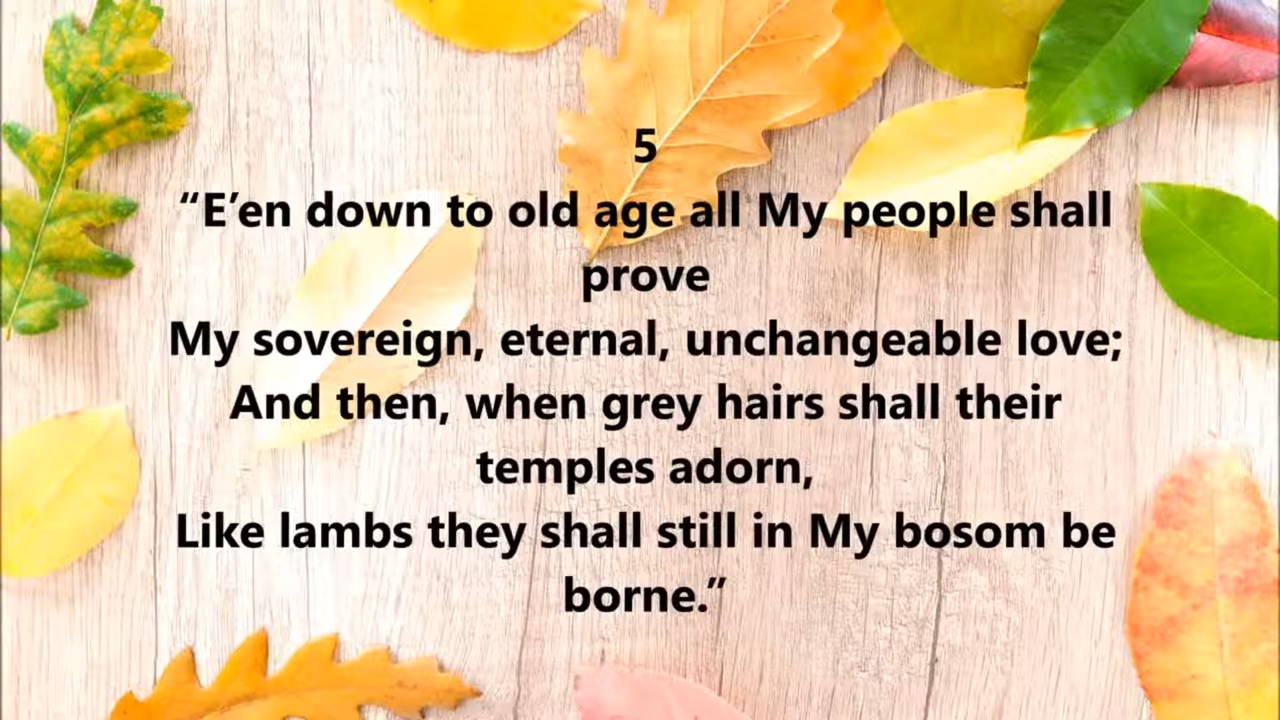 5
“E’en down to old age all My people shall
prove
My sovereign, eternal, unchangeable love;
And then, when grey hairs shall their
temples adorn,
Like lambs they shall still in My bosom be
borne.”